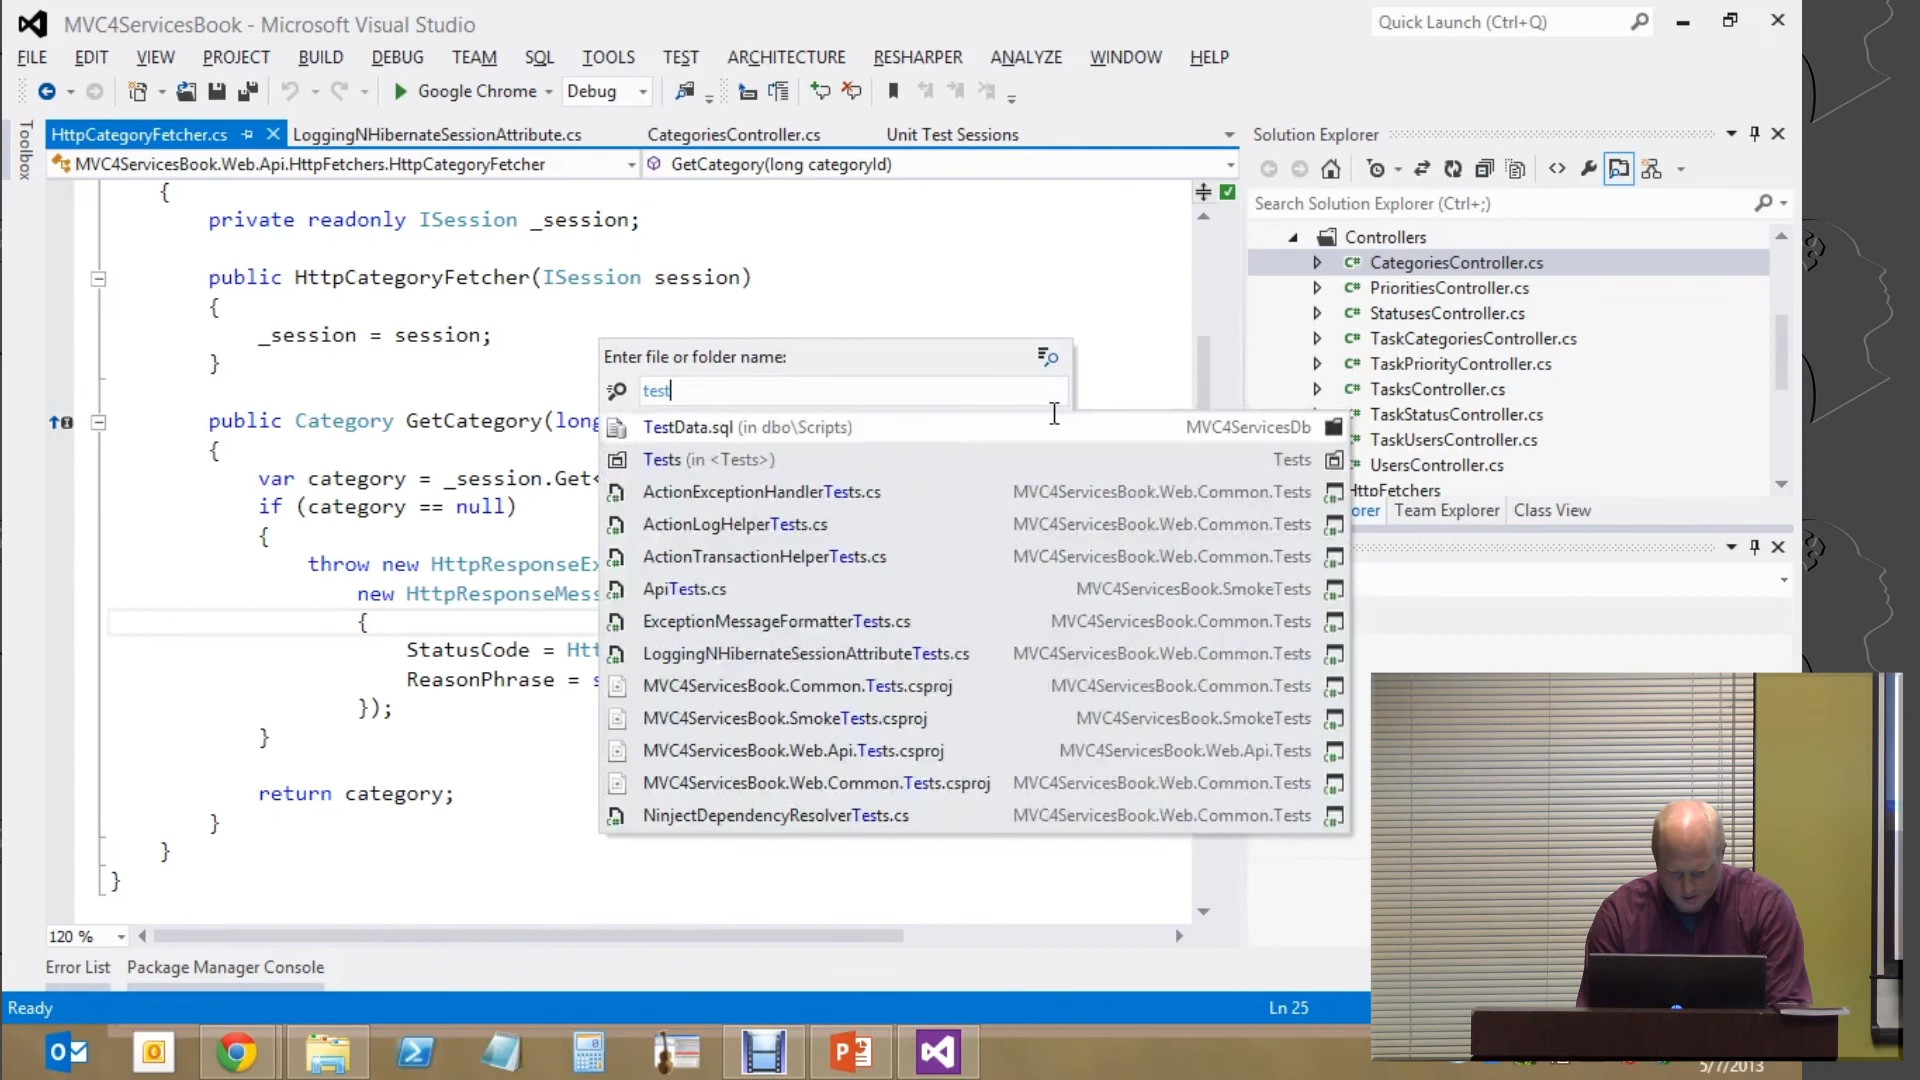 MVC4ServicesBook - Microsoft Visual Studio
Quick Launch (Ctrl+Q)
FILE EDIT VIEW PROJECT BUILD DEBUG TEAM SQL TOOLS TEST ARCHITECTURE RESHARPER ANALYZE WINDOW HELP
Google Chrome Debug
Toolbox
HttpCategoryFetcher.cs LoggingNHibernateSessionAttribute.cs CategoriesController.cs Unit Test Sessions
MVC4ServicesBook.Web.Api.HttpFetchers.HttpCategoryFetcher GetCategory(long categoryId)
{
private readonly ISession _session;
public HttpCategoryFetcher(ISession session)
{
_session = session;
}
public Category GetCategory(long
{
var category = _session.Get<
if (category == null)
{
throw new HttpResponseEx
new HttpResponseMess
{
StatusCode = Htt
ReasonPhrase = s
});
}
return category;
}
}
}
Enter file or folder name:
test
TestData.sql (in dbo\Scripts) MVC4ServicesDb
Tests (in <Tests>) Tests
ActionExceptionHandlerTests.cs MVC4ServicesBook.Web.Common.Tests
ActionLogHelperTests.cs MVC4ServicesBook.Web.Common.Tests
ActionTransactionHelperTests.cs MVC4ServicesBook.Web.Common.Tests
ApiTests.cs MVC4ServicesBook.SmokeTests
ExceptionMessageFormatterTests.cs MVC4ServicesBook.Common.Tests
LoggingNHibernateSessionAttributeTests.cs MVC4ServicesBook.Web.Common.Tests
MVC4ServicesBook.Common.Tests.csproj MVC4ServicesBook.Common.Tests
MVC4ServicesBook.SmokeTests.csproj MVC4ServicesBook.SmokeTests
MVC4ServicesBook.Web.Api.Tests.csproj MVC4ServicesBook.Web.Api.Tests
MVC4ServicesBook.Web.Common.Tests.csproj MVC4ServicesBook.Web.Common.Tests
NinjectDependencyResolverTests.cs MVC4ServicesBook.Web.Common.Tests
Solution Explorer
Search Solution Explorer (Ctrl+;)
Controllers
CategoriesController.cs
PrioritiesController.cs
StatusesController.cs
TaskCategoriesController.cs
TaskPriorityController.cs
TasksController.cs
TaskStatusController.cs
TaskUsersController.cs
UsersController.cs
HttpFetchers
orer Team Explorer Class View
120 %
Error List Package Manager Console
Ready Ln 25
5/7/2013